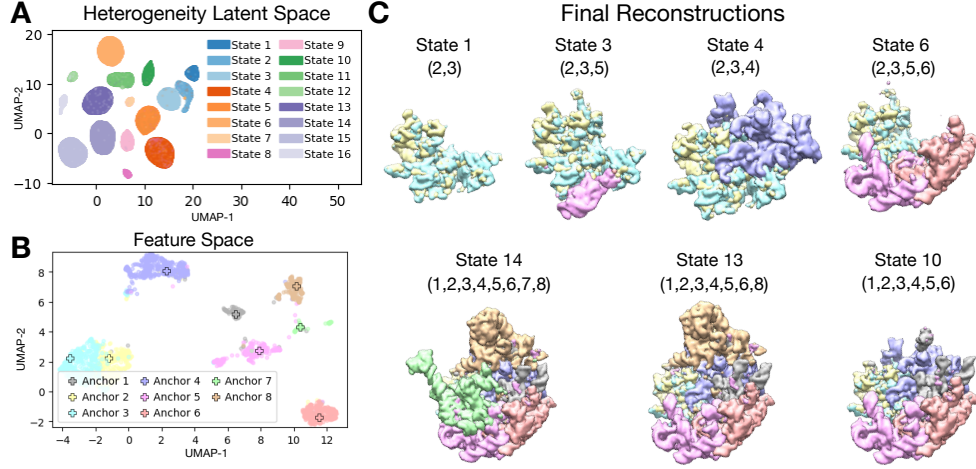 A
Heterogeneity Latent Space
20
10
0
−10
UMAP-2
0
10
20
30
40
50
UMAP-1
State 1
State 2
State 3
State 4
State 5
State 6
State 7
State 8
State 9
State 10
State 11
State 12
State 13
State 14
State 15
State 16
B
Feature Space
8
6
4
2
0
−2
UMAP-2
−4
−2
0
2
4
6
8
10
12
UMAP-1
Anchor 1
Anchor 2
Anchor 3
Anchor 4
Anchor 5
Anchor 6
Anchor 7
Anchor 8
C
Final Reconstructions
State 1
(2,3)
State 3
(2,3,5)
State 4
(2,3,4)
State 6
(2,3,5,6)
State 14
(1,2,3,4,5,6,7,8)
State 13
(1,2,3,4,5,6,8)
State 10
(1,2,3,4,5,6)